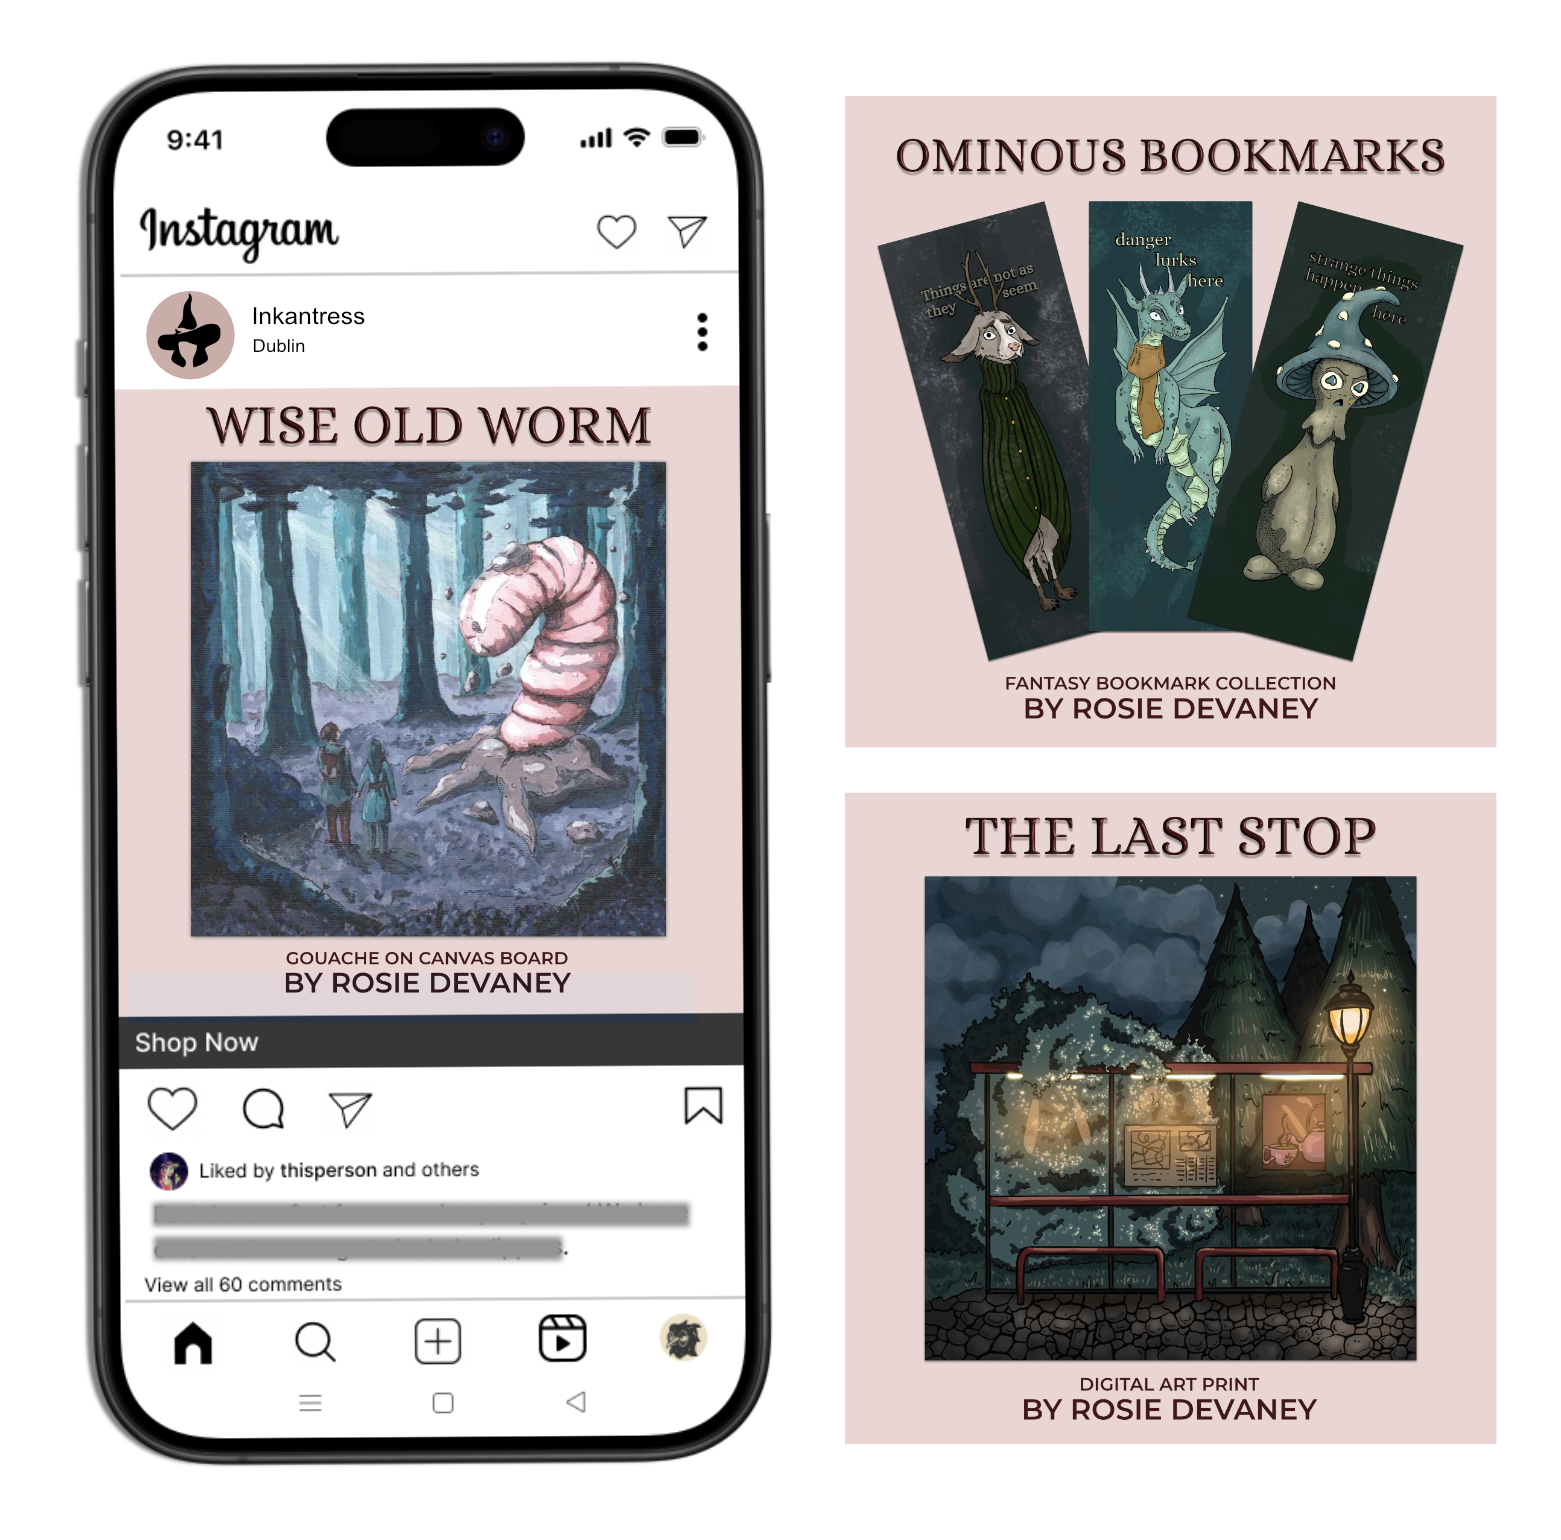 9:41
Instagram
Inkantress
Dublin
WISE OLD WORM
GOUACHE ON CANVAS BOARD
BY ROSIE DEVANEY
Shop Now
Liked by thisperson and others
View all 60 comments
OMINOUS BOOKMARKS
Things are not as
they seem
danger
lurks
here
strange things
happen
here
FANTASY BOOKMARK COLLECTION
BY ROSIE DEVANEY
THE LAST STOP
DIGITAL ART PRINT
BY ROSIE DEVANEY